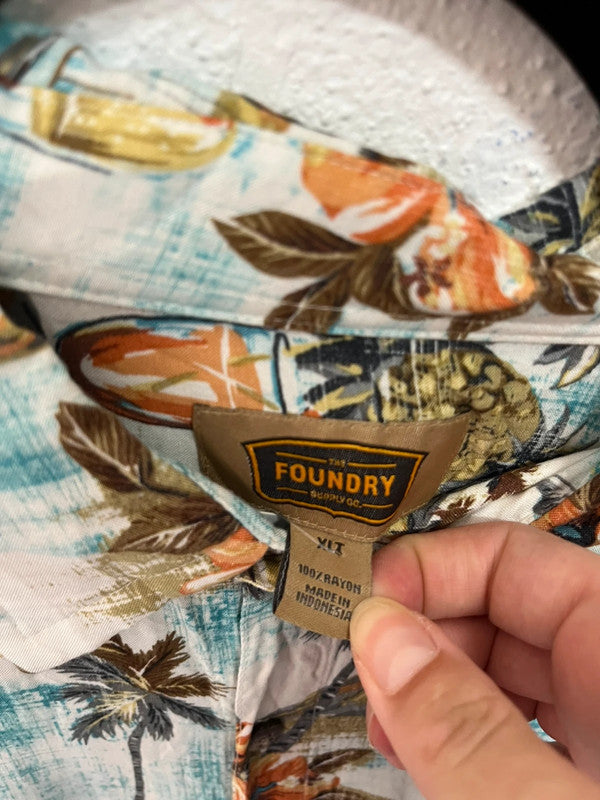 THE
FOUNDRY
SUPPLY CO.
XLT
100% RAYON
MADE IN
INDONESIA